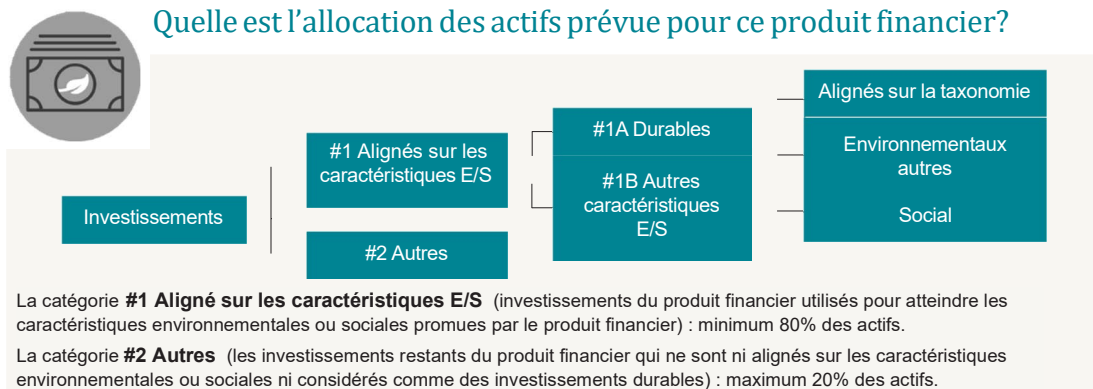 Quelle est l’allocation des actifs prévue pour ce produit financier?
Investissements
#1 Alignés sur les
caractéristiques E/S
#2 Autres
#1A Durables
#1B Autres
caractéristiques
E/S
Alignés sur la taxonomie
Environnementaux
autres
Social
La catégorie #1 Aligné sur les caractéristiques E/S (investissements du produit financier utilisés pour atteindre les
caractéristiques environnementales ou sociales promues par le produit financier) : minimum 80% des actifs.
La catégorie #2 Autres (les investissements restants du produit financier qui ne sont ni alignés sur les caractéristiques
environnementales ou sociales ni considérés comme des investissements durables) : maximum 20% des actifs.